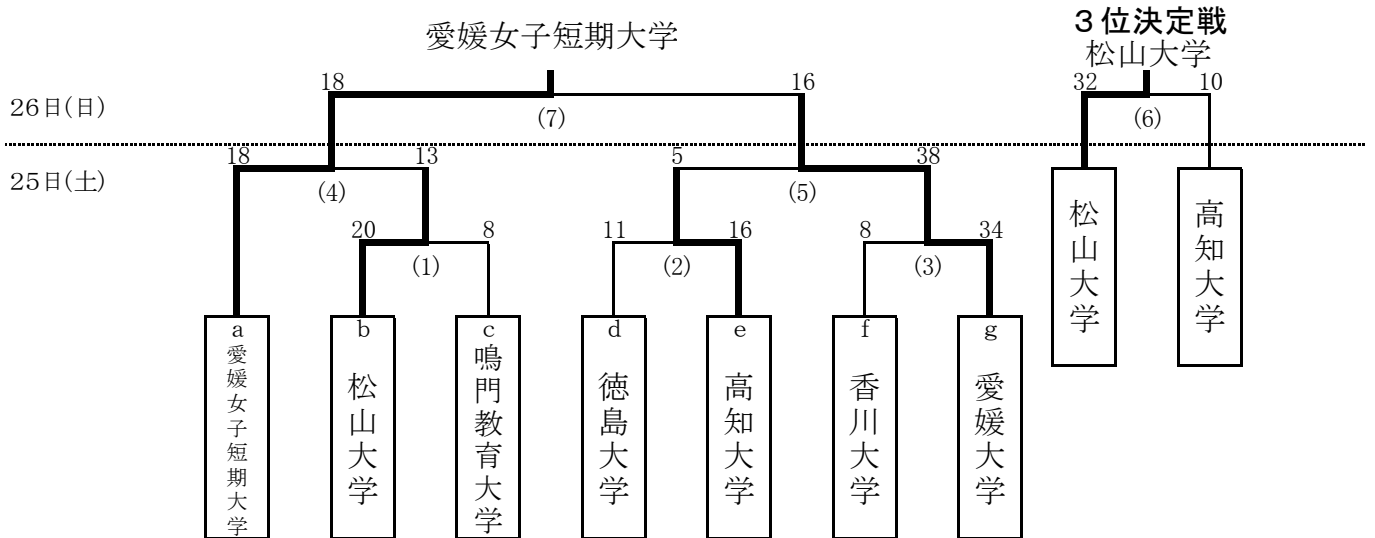 ３位決定戦
愛媛女子短期大学
松山大学
18
16
32
10
26日(日)
(7)
(6)
18
13
5
38
25日(土)
(4)
(5)
20
8
11
16
8
34
(1)
(2)
(3)
松山大学
高知大学
a
愛媛女子短期大学
b
松山大学
c
鳴門教育大学
d
徳島大学
e
高知大学
f
香川大学
g
愛媛大学